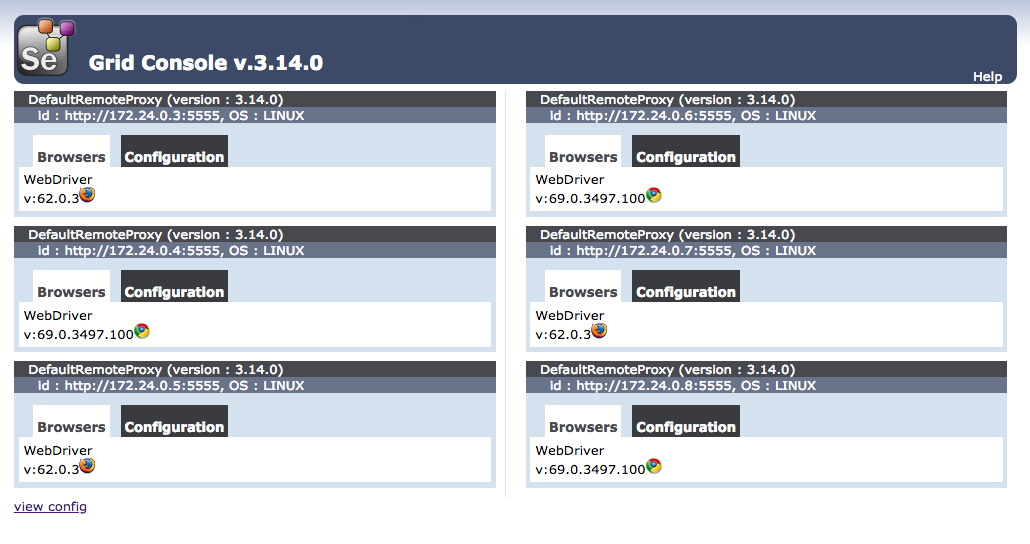 Se
Grid Console v.3.14.0
Help
DefaultRemoteProxy (version : 3.14.0)
id : http://172.24.0.3:5555, OS : LINUX
Browsers Configuration
WebDriver
v:62.0.3
DefaultRemoteProxy (version : 3.14.0)
id : http://172.24.0.4:5555, OS : LINUX
Browsers Configuration
WebDriver
v:69.0.3497.100
DefaultRemoteProxy (version : 3.14.0)
id : http://172.24.0.5:5555, OS : LINUX
Browsers Configuration
WebDriver
v:62.0.3
DefaultRemoteProxy (version : 3.14.0)
id : http://172.24.0.6:5555, OS : LINUX
Browsers Configuration
WebDriver
v:69.0.3497.100
DefaultRemoteProxy (version : 3.14.0)
id : http://172.24.0.7:5555, OS : LINUX
Browsers Configuration
WebDriver
v:62.0.3
DefaultRemoteProxy (version : 3.14.0)
id : http://172.24.0.8:5555, OS : LINUX
Browsers Configuration
WebDriver
v:69.0.3497.100
view config